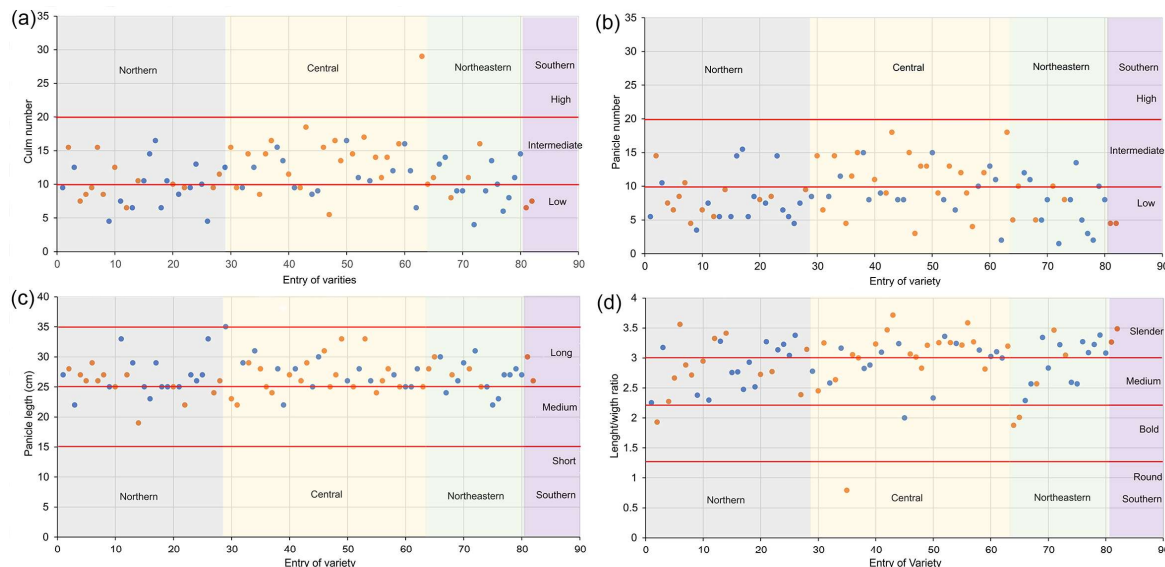 (a)
35
30
25
20
15
10
5
0
Culm number
Northern
Central
Northeastern
Southern
High
Intermediate
Low
0 10 20 30 40 50 60 70 80 90
Entry of varities
(b)
35
30
25
20
15
10
5
0
Panicle number
Northern
Central
Northeastern
Southern
High
Intermediate
Low
0 10 20 30 40 50 60 70 80 90
Entry of variety
(c)
40
35
30
25
20
15
10
5
0
Panicle legth (cm)
Long
Medium
Short
Northern
Central
Northeastern
Southern
0 10 20 30 40 50 60 70 80 90
Entry of variety
(d)
4
3.5
3
2.5
2
1.5
1
0.5
0
Lenght/wigth ratio
Slender
Medium
Bold
Round
Northern
Central
Northeastern
Southern
0 10 20 30 40 50 60 70 80 90
Entry of Variety